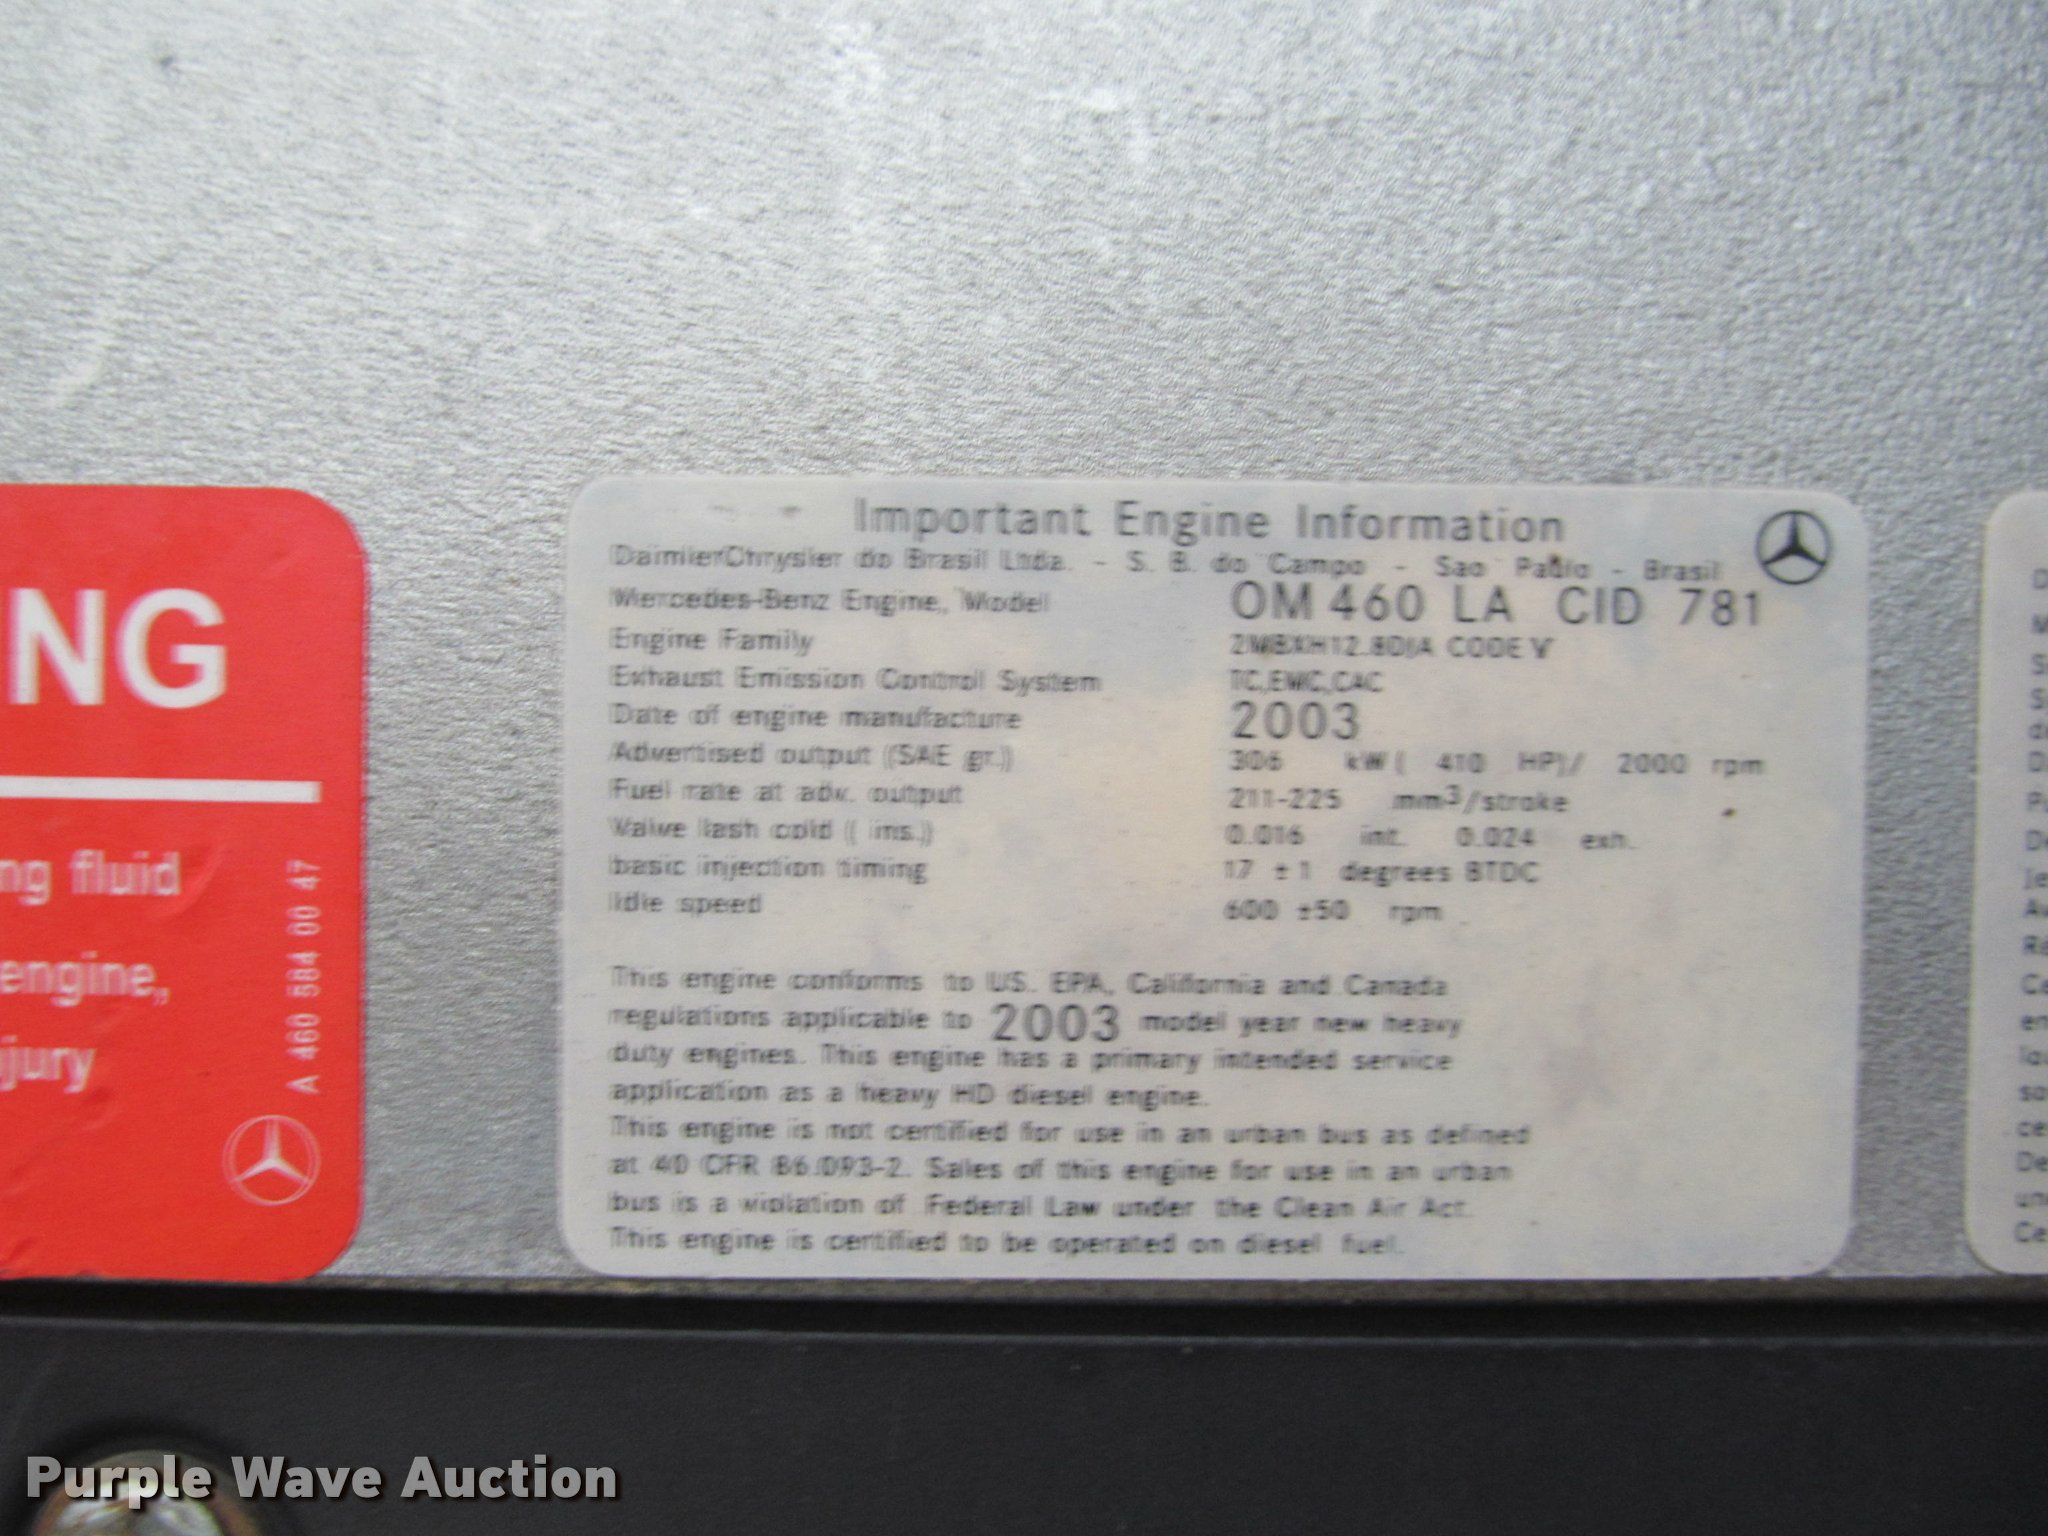 NG
ng fluid
engine,
jury
A 460 584 00 47
Important Engine Information
DaimlerChrysler do Brasil Ltda. - S. B. do Campo - Sao Paulo - Brasil
Mercedes-Benz Engine, Model OM 460 LA CID 781
Engine Family 2MBXH12.8DJA CODE V
Exhaust Emission Control System TC,EMC,CAC
Date of engine manufacture 2003
Advertised output (SAE gr.) 306 kW( 410 HP)/ 2000 rpm
Fuel rate at adv. output 211-225 mm3/stroke
Valve lash cold ( ins.) 0.016 int. 0.024 exh.
basic injection timing 17 ±1 degrees BTDC
Idle speed 600 ±50 rpm
This engine conforms to US. EPA, California and Canada
regulations applicable to 2003 model year new heavy
duty engines. This engine has a primary intended service
application as a heavy HD diesel engine.
This engine is not certified for use in an urban bus as defined
at 40 CFR 86.093-2. Sales of this engine for use in an urban
bus is a violation of Federal Law under the Clean Air Act.
This engine is certified to be operated on diesel fuel.
Purple Wave Auction